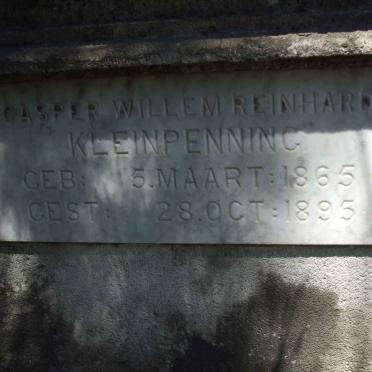 CASPER WILLEM REINHARD
KLEINPENNING
GEB: 5.MAART:1865
GEST: 28.OCT:1895